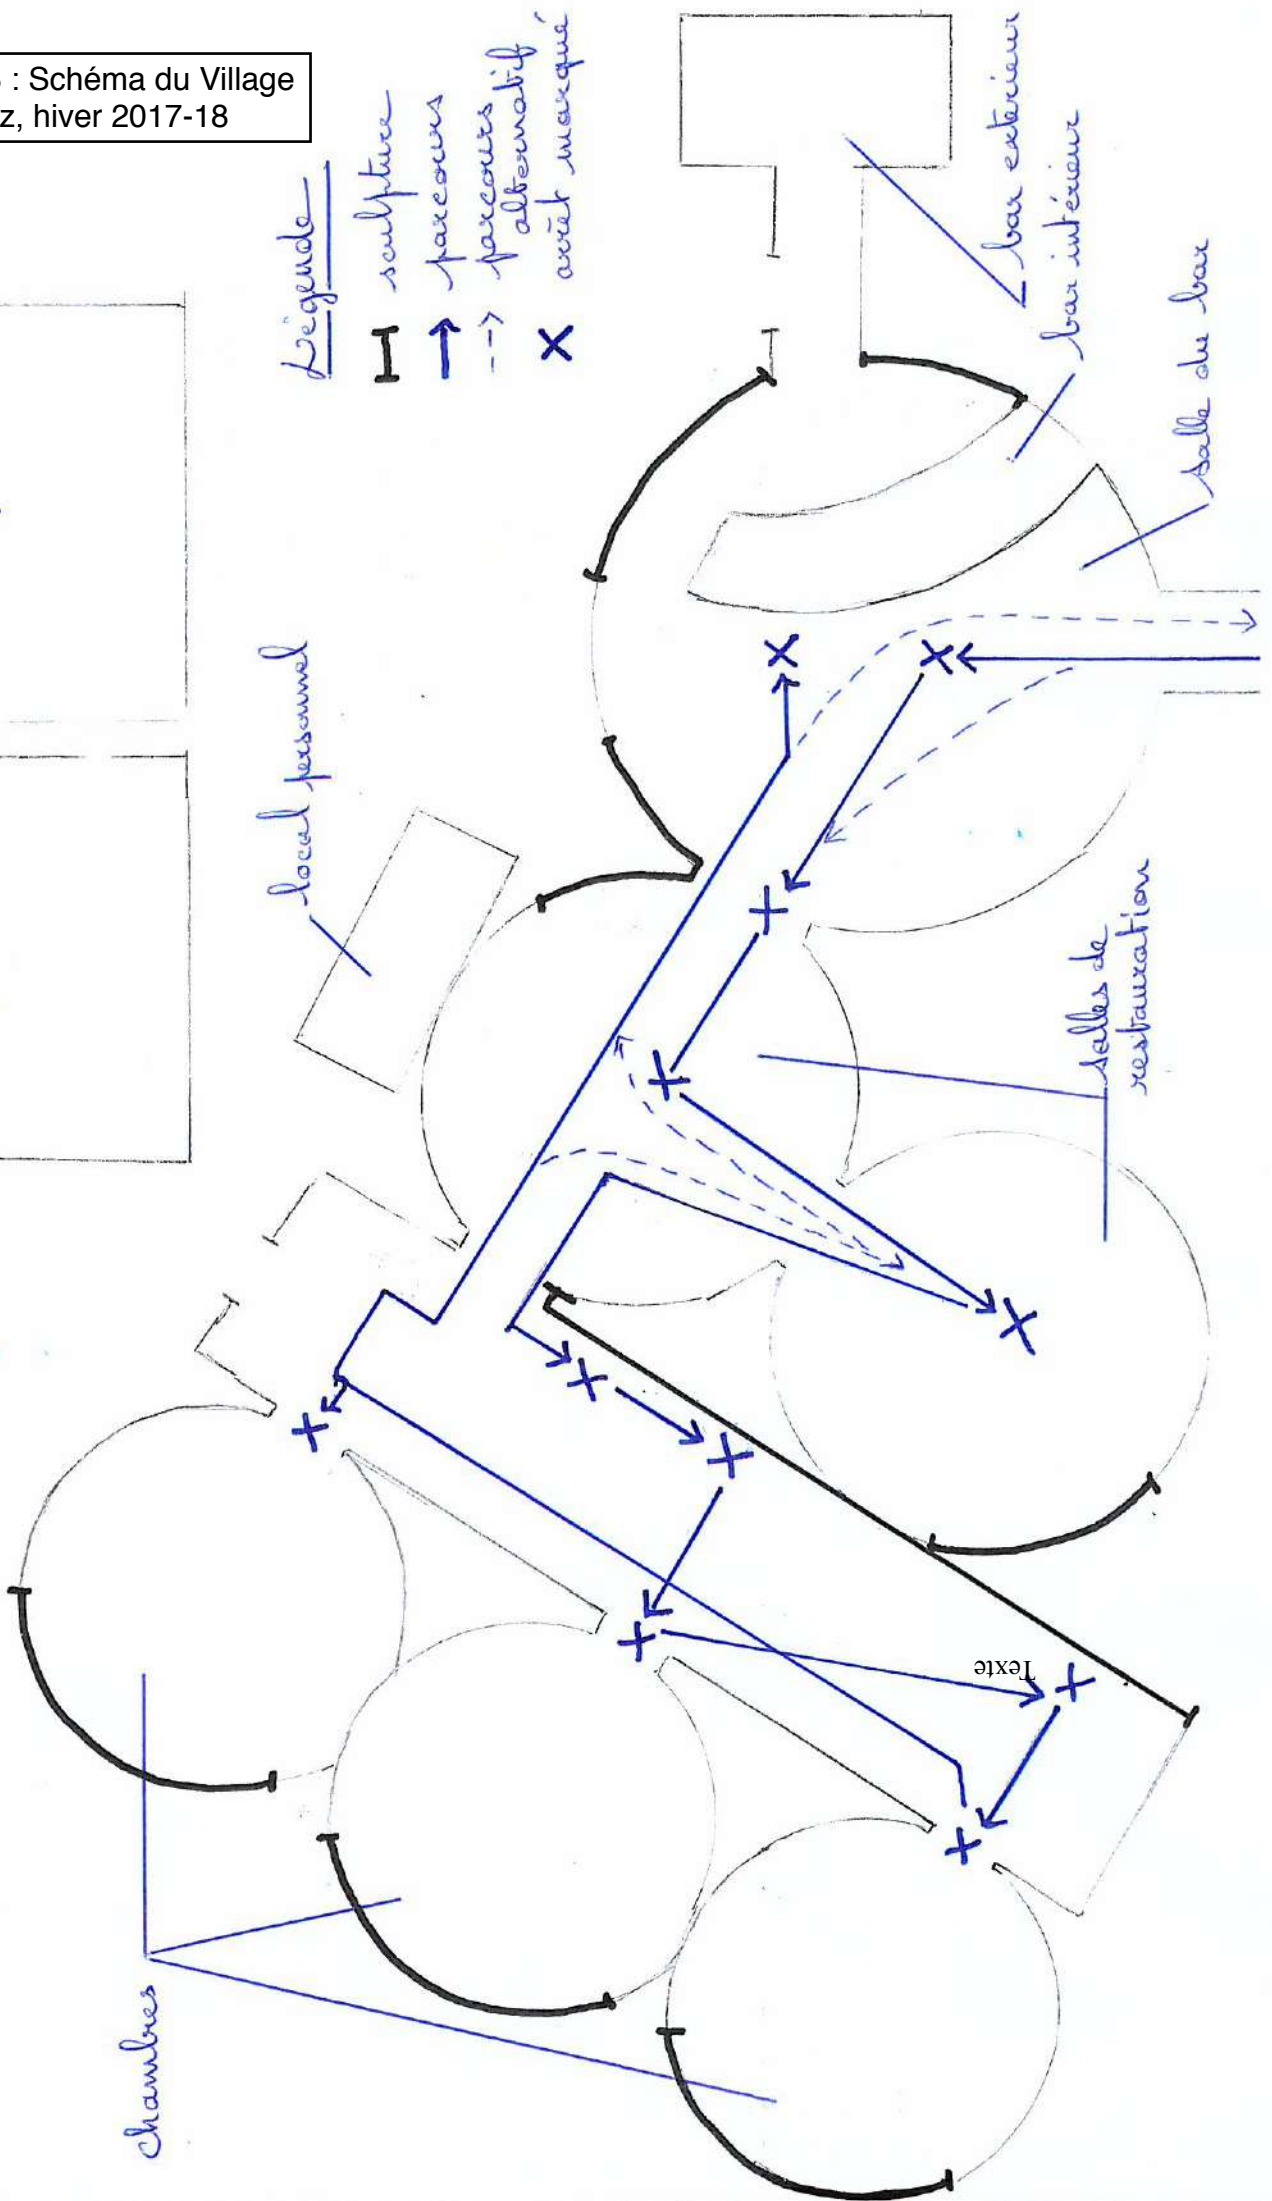 : Schéma du Village
z, hiver 2017-18
Légende
sculpture
parcours
parcours
alternatif
arrêt marqué
bar extérieur
bar intérieur
salle du bar
local personnel
salles de
restauration
Texte
chambres